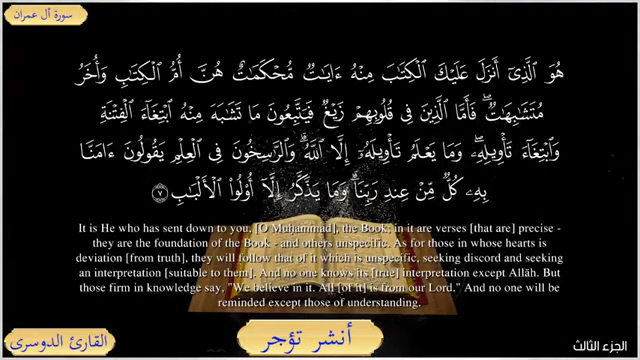 سورة آل عمران
هُوَ ٱلَّذِىٓ أَنزَلَ عَلَيْكَ ٱلْكِتَٰبَ مِنْهُ ءَايَٰتٌ مُّحْكَمَٰتٌ هُنَّ أُمُّ ٱلْكِتَٰبِ وَأُخَرُ
مُتَشَٰبِهَٰتٌ ۖ فَأَمَّا ٱلَّذِينَ فِى قُلُوبِهِمْ زَيْغٌ فَيَتَّبِعُونَ مَا تَشَٰبَهَ مِنْهُ ٱبْتِغَآءَ ٱلْفِتْنَةِ
وَٱبْتِغَآءَ تَأْوِيلِهِۦ ۗ وَمَا يَعْلَمُ تَأْوِيلَهُۥٓ إِلَّا ٱللَّهُ ۗ وَٱلرَّٰسِخُونَ فِى ٱلْعِلْمِ يَقُولُونَ ءَامَنَّا
بِهِۦ كُلٌّ مِّنْ عِندِ رَبِّنَا ۗ وَمَا يَذَّكَّرُ إِلَّآ أُو۟لُوا۟ ٱلْأَلْبَٰبِ ٧
It is He who has sent down to you, [O Muḥammad], the Book; in it are verses [that are] precise -
they are the foundation of the Book - and others unspecific. As for those in whose hearts is
deviation [from truth], they will follow that of it which is unspecific, seeking discord and seeking
an interpretation [suitable to them]. And no one knows its [true] interpretation except Allāh. But
those firm in knowledge say, "We believe in it. All [of it] is from our Lord." And no one will be
reminded except those of understanding.
القارئ الدوسرى
أنشر تؤجر
الجزء الثالث